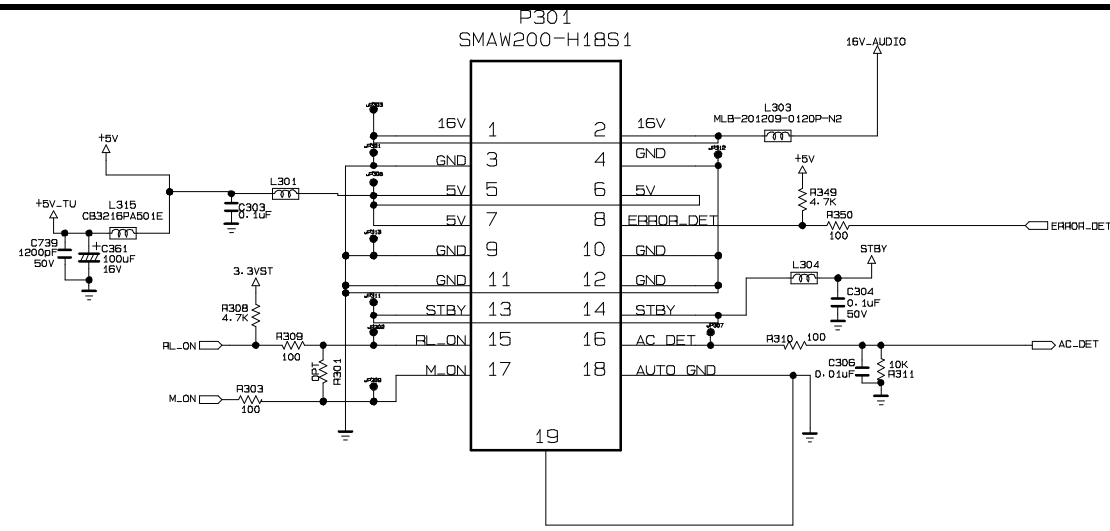 P301
SMAW200-H18S1
16V_AUDIO
L303
MLB-201209-0120P-N2
16V 1 2 16V
GND 3 4 GND
5V 5 6 5V
5V 7 8 ERROR_DET
GND 9 10 GND
GND 11 12 GND
STBY 13 14 STBY
RL_ON 15 16 AC_DET
M_ON 17 18 AUTO_GND
19
+5V
L301
C303
0.1uF
+5V_TU
L315
CB3216PA501E
C739
1200pF
50V
+
C361
100uF
16V
3.3VST
R308
4.7K
RL_ON
R309
100
OPT
R301
M_ON
R303
100
+5V
R349
4.7K
R350
100
ERROR_DET
STBY
L304
C304
0.1uF
50V
R310 100
AC_DET
C306
0.01uF
10K
R311
JP312
JP307